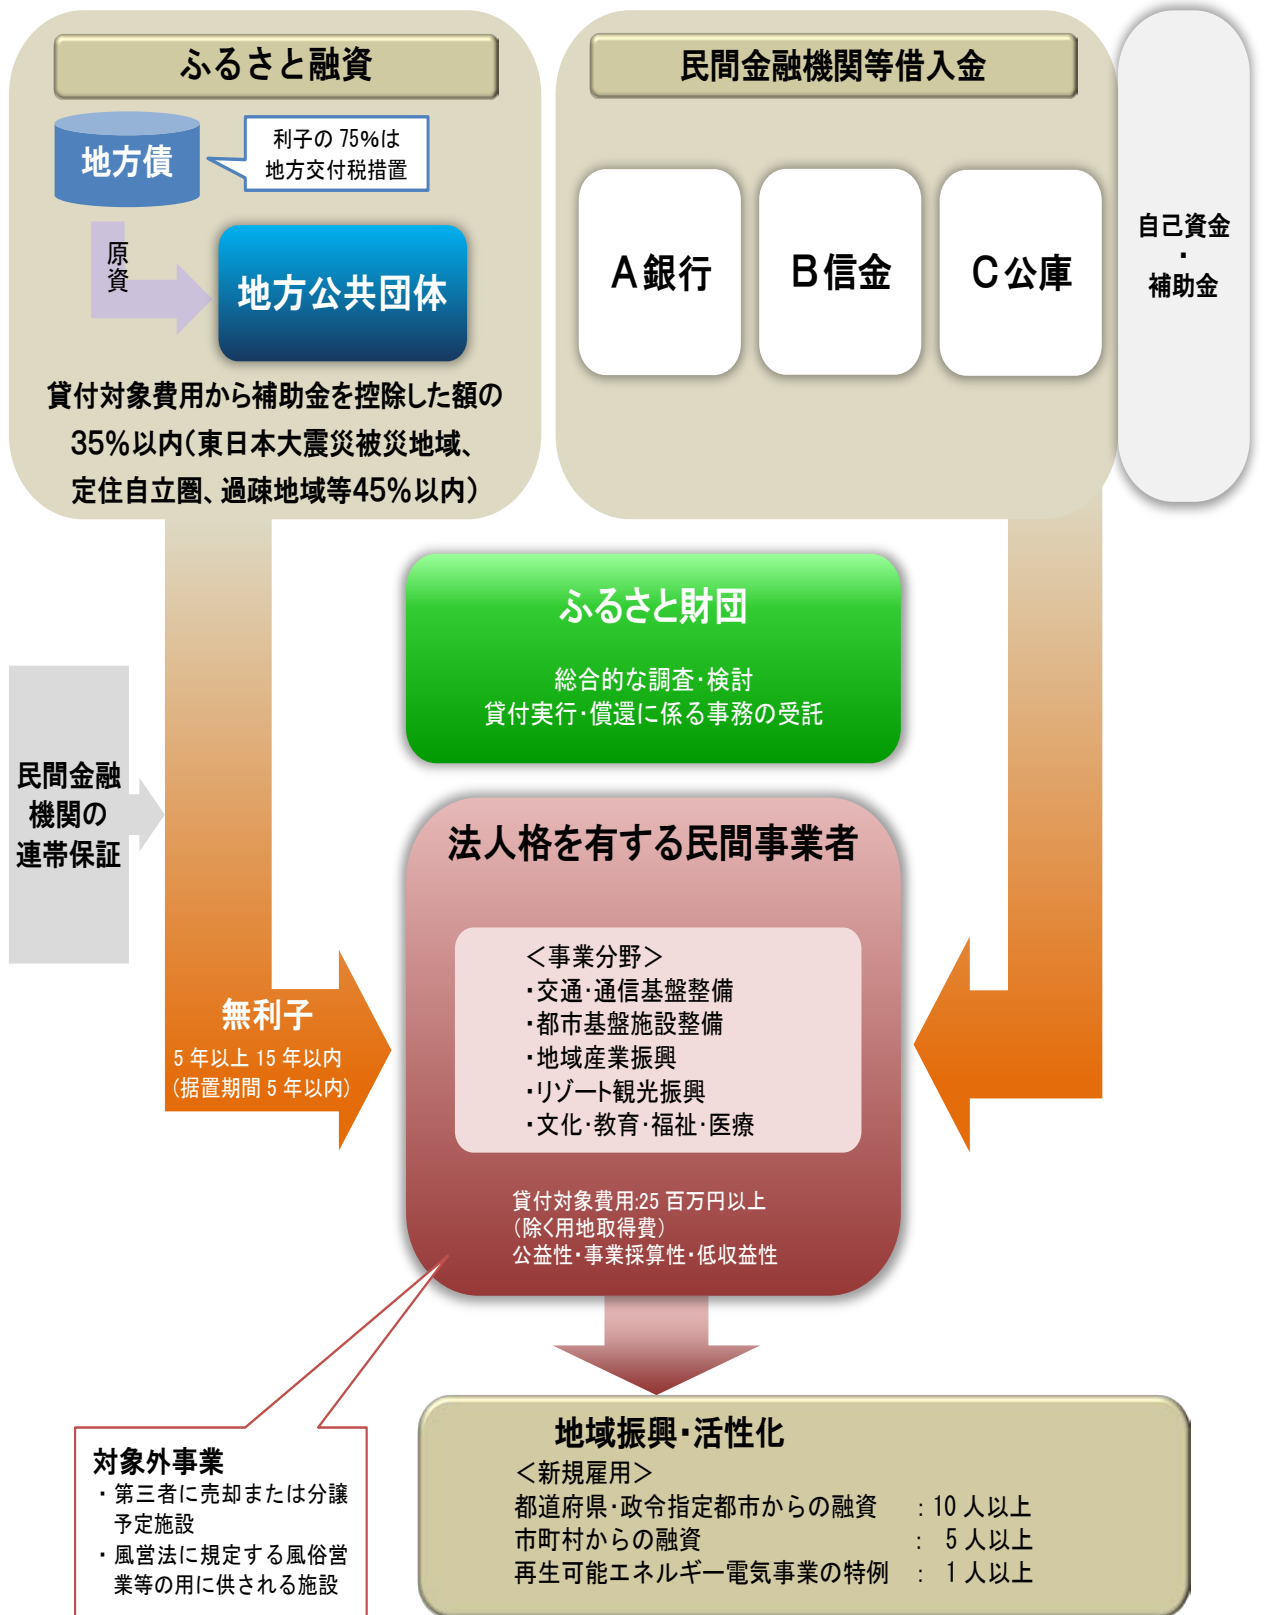 ふるさと融資
地方債
利子の 75%は
地方交付税措置
原資
地方公共団体
貸付対象費用から補助金を控除した額の
35%以内(東日本大震災被災地域、
定住自立圏、過疎地域等45%以内)
民間金融機関等借入金
A銀行
B信金
C公庫
自己資金
・
補助金
ふるさと財団
総合的な調査・検討
貸付実行・償還に係る事務の受託
民間金融
機関の
連帯保証
無利子
5 年以上 15 年以内
(据置期間 5 年以内)
法人格を有する民間事業者
<事業分野>
・交通・通信基盤整備
・都市基盤施設整備
・地域産業振興
・リゾート観光振興
・文化・教育・福祉・医療
貸付対象費用:25 百万円以上
(除く用地取得費)
公益性・事業採算性・低収益性
対象外事業
・第三者に売却または分譲
予定施設
・風営法に規定する風俗営
業等の用に供される施設
地域振興・活性化
<新規雇用>
都道府県・政令指定都市からの融資 : 10 人以上
市町村からの融資 : 5 人以上
再生可能エネルギー電気事業の特例 : 1 人以上